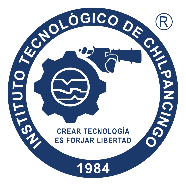 INSTITUTO TECNOLÓGICO DE CHILPANCINGO
®
CREAR TECNOLOGÍA
ES FORJAR LIBERTAD
1984